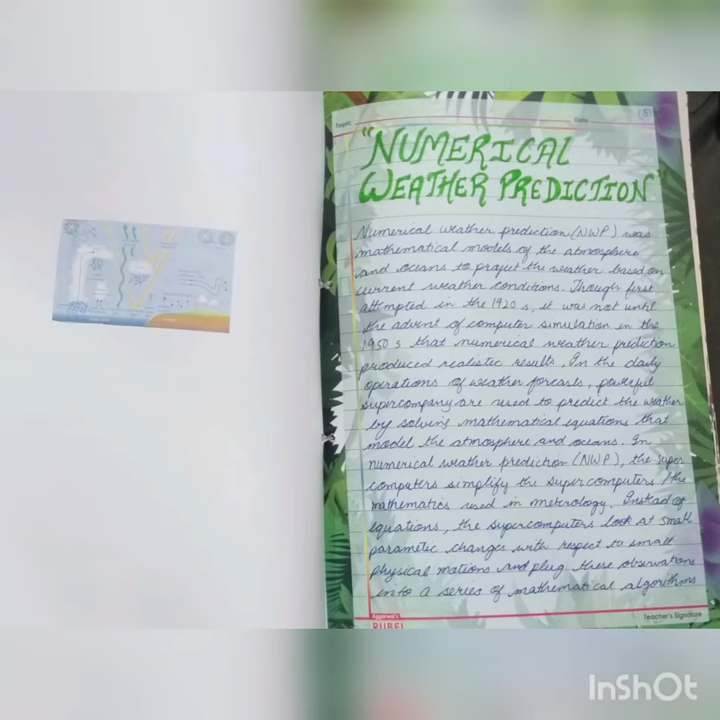 Topic
Date
(5)
"NUMERICAL
WEATHER PREDICTION"
Numerical weather prediction (NWP) was
mathematical models of the atmosphere
and oceans to project the weather based on
current weather conditions. Though first
attempted in the 1920 s, it was not until
the advent of computer simulation in the
1950 s that numerical weather prediction
produced realistic results. In the daily
operations of weather forcasts, powerful
supercompany are used to predict the weather
by solving mathematical equations that
model the atmosphere and oceans. In
numerical weather prediction (NWP), the super
computers simplify the supercomputers / the
mathematics used in metrology. Instead of
equations, the supercomputers look at small
parametic changes with respect to small
physical motions and plug these observations
into a series of mathematical algorithms
Aggarwal's
Teacher's Signature
InShOt